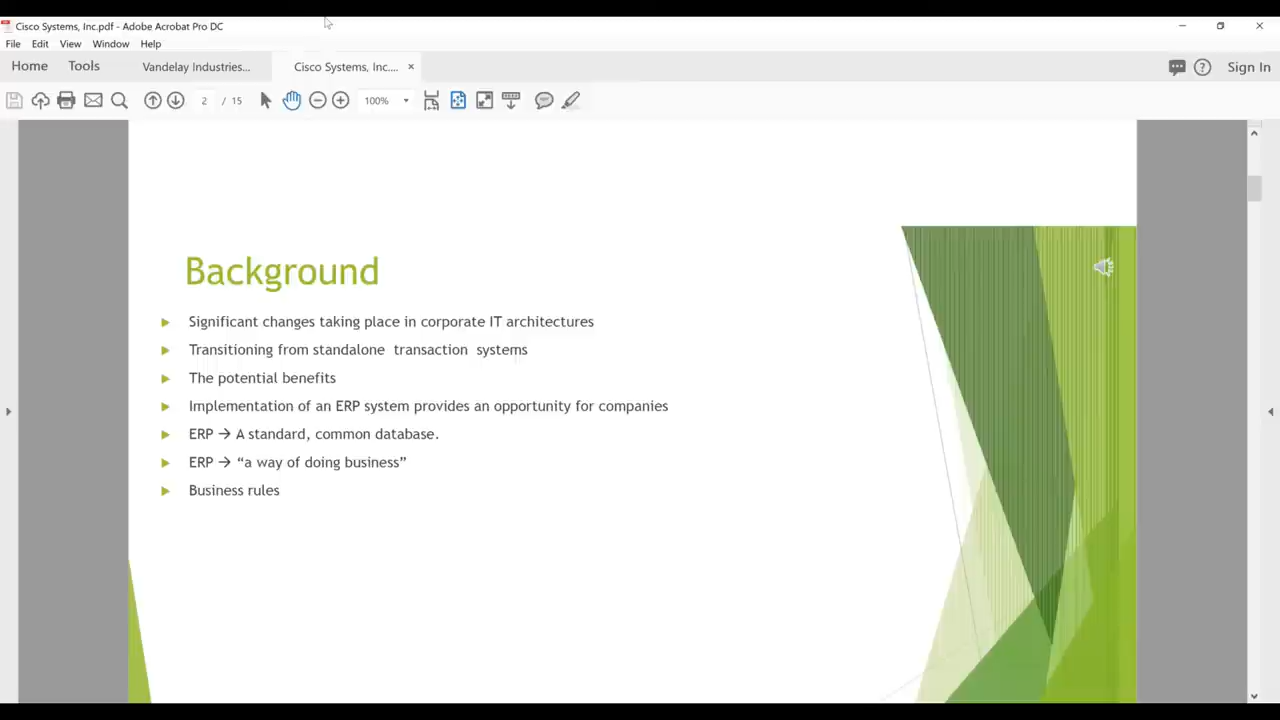 Cisco Systems, Inc.pdf - Adobe Acrobat Pro DC
File Edit View Window Help
Home Tools Vandelay Industries... Cisco Systems, Inc.... × Sign In
2 / 15 100%
Background
Significant changes taking place in corporate IT architectures
Transitioning from standalone transaction systems
The potential benefits
Implementation of an ERP system provides an opportunity for companies
ERP → A standard, common database.
ERP → “a way of doing business”
Business rules